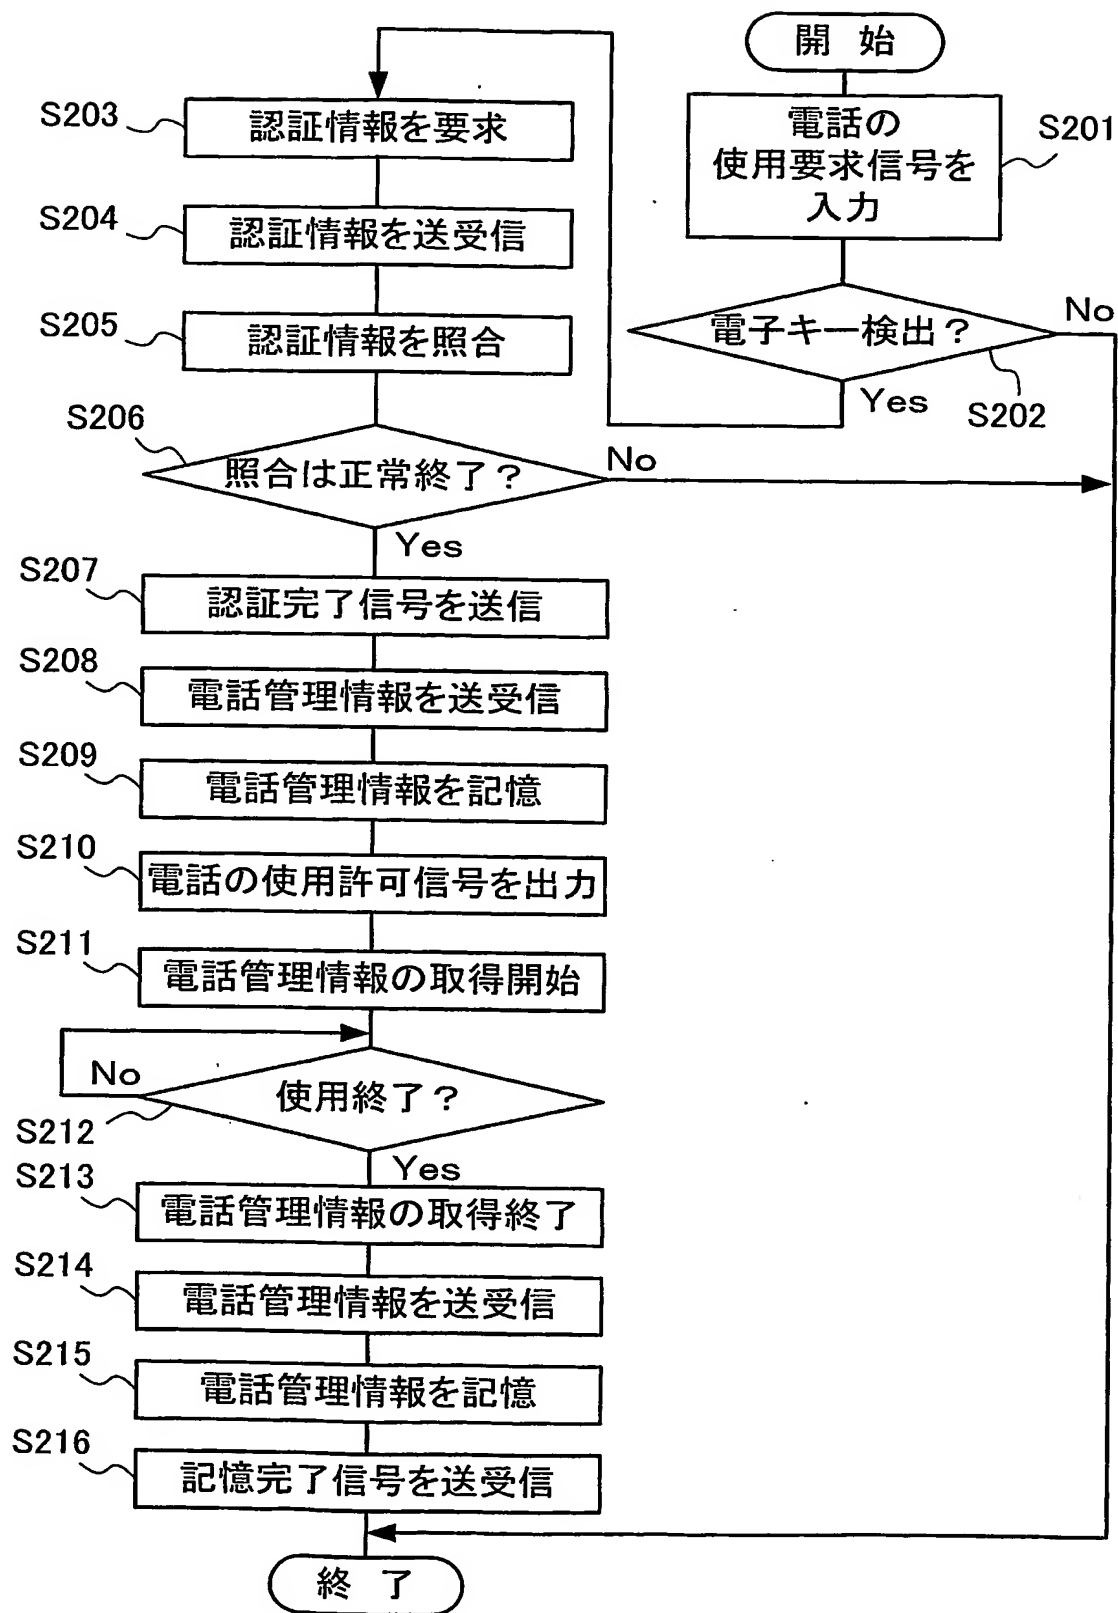 開 始
S201
電話の
使用要求信号を
入力
S202
電子キー検出?
No
Yes
S203
認証情報を要求
S204
認証情報を送受信
S205
認証情報を照合
S206
照合は正常終了?
No
Yes
S207
認証完了信号を送信
S208
電話管理情報を送受信
S209
電話管理情報を記憶
S210
電話の使用許可信号を出力
S211
電話管理情報の取得開始
No
使用終了?
S212
Yes
S213
電話管理情報の取得終了
S214
電話管理情報を送受信
S215
電話管理情報を記憶
S216
記憶完了信号を送受信
終 了